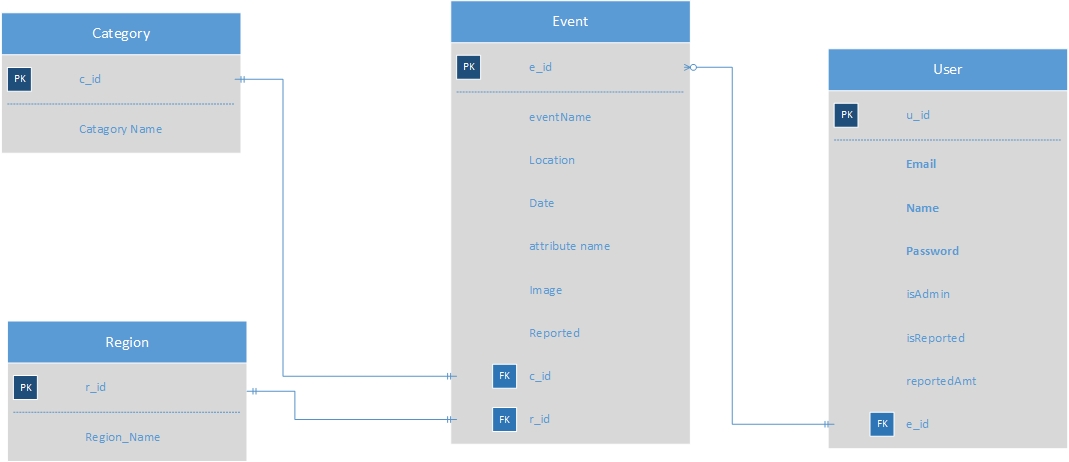 Category
PK c_id
Catagory Name
Event
PK e_id
eventName
Location
Date
attribute name
Image
Reported
FK c_id
FK r_id
User
PK u_id
Email
Name
Password
isAdmin
isReported
reportedAmt
FK e_id
Region
PK r_id
Region_Name